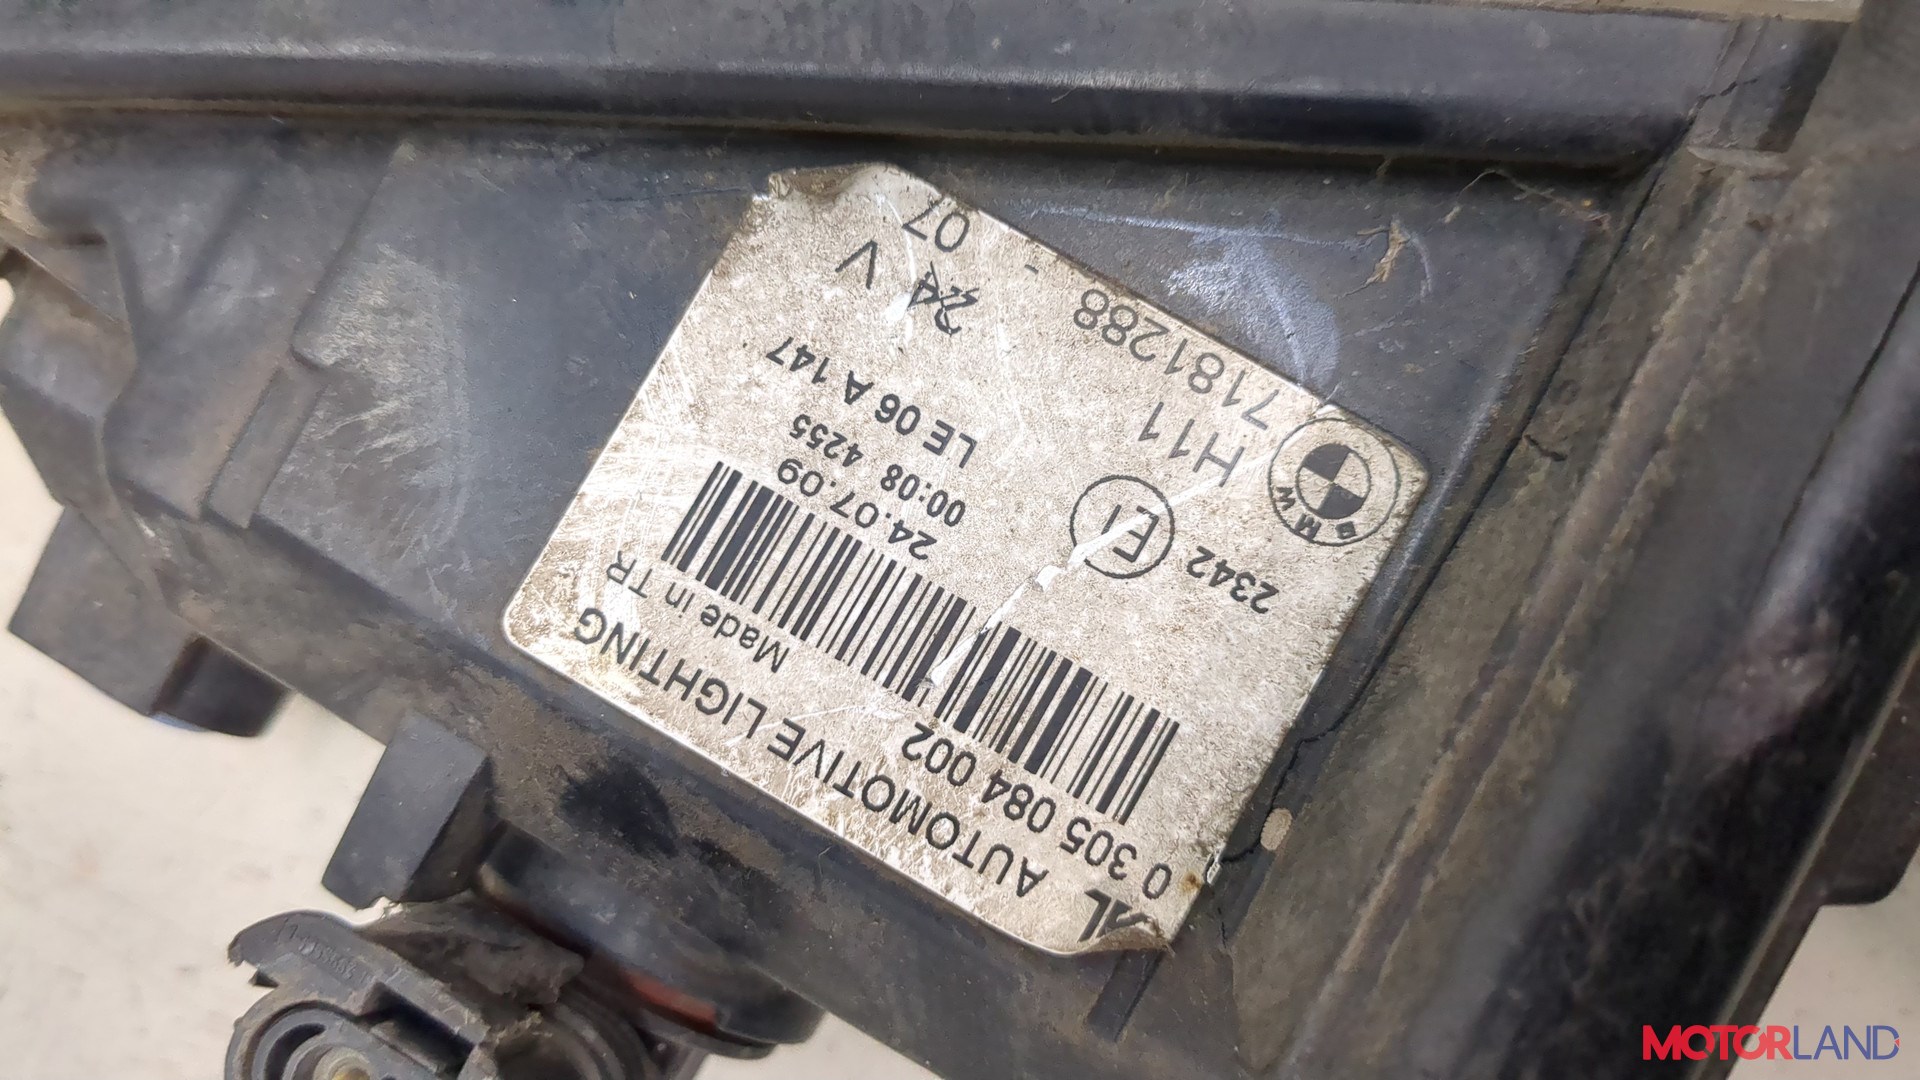 AL AUTOMOTIVE LIGHTING
0 305 084 002 Made in TR
24.07.09
00:08 4255
2342 E1 LE 06 A 147
H11 V
BMW 7181288 - 07
MOTORLAND